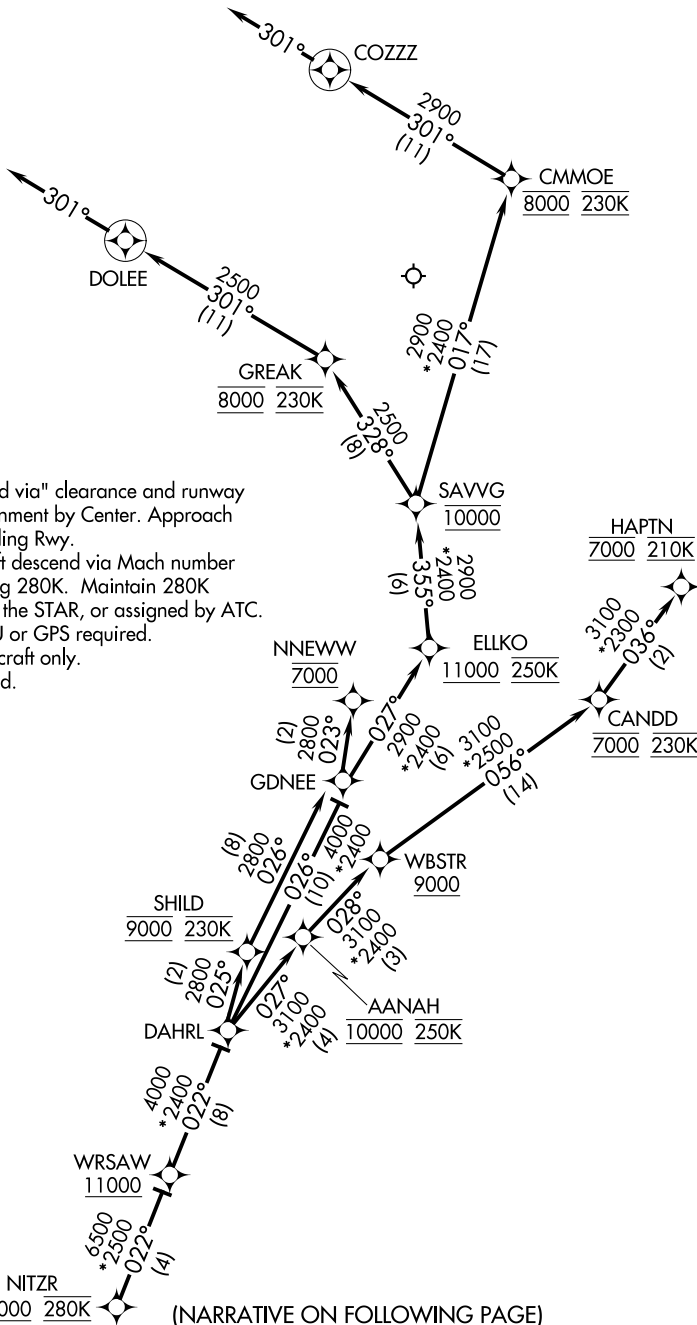 301°
COZZZ
2900
301°
(11)
CMMOE
8000 230K
301°
DOLEE
2500
301°
(11)
2900
*2400
017°
(17)
GREAK
8000 230K
2500
328°
(8)
SAVVG
10000
d via" clearance and runway
nment by Center. Approach
ling Rwy.
ft descend via Mach number
g 280K. Maintain 280K
the STAR, or assigned by ATC.
U or GPS required.
craft only.
d.
HAPTN
7000 210K
2900
*2400
355°
(6)
3100
*2300
036°
(2)
NNEWW
7000
ELLKO
11000 250K
(2)
2800
023°
027°
2900
*2400
(6)
CANDD
7000 230K
3100
*2500
056°
(14)
GDNEE
(8)
2800
026°
4000
*2400
026°
(10)
WBSTR
9000
SHILD
9000 230K
028°
3100
*2400
(3)
(2)
2800
025°
AANAH
10000 250K
027°
3100
*2400
(4)
DAHRL
4000
*2400
022°
(8)
WRSAW
11000
6500
*2500
022°
(4)
NITZR
000 280K
(NARRATIVE ON FOLLOWING PAGE)